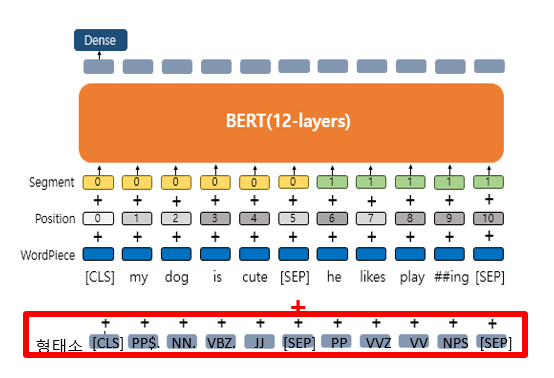 Dense
BERT(12-layers)
Segment 0 0 0 0 0 0 1 1 1 1 1
+ + + + + + + + + + +
Position 0 1 2 3 4 5 6 7 8 9 10
+ + + + + + + + + + +
WordPiece
[CLS] my dog is cute [SEP] he likes play ##ing [SEP]
+
+ + + + + + + + + + +
형태소 [CLS] PP$. NN. VBZ. JJ [SEP] PP VVZ VV NPS [SEP]